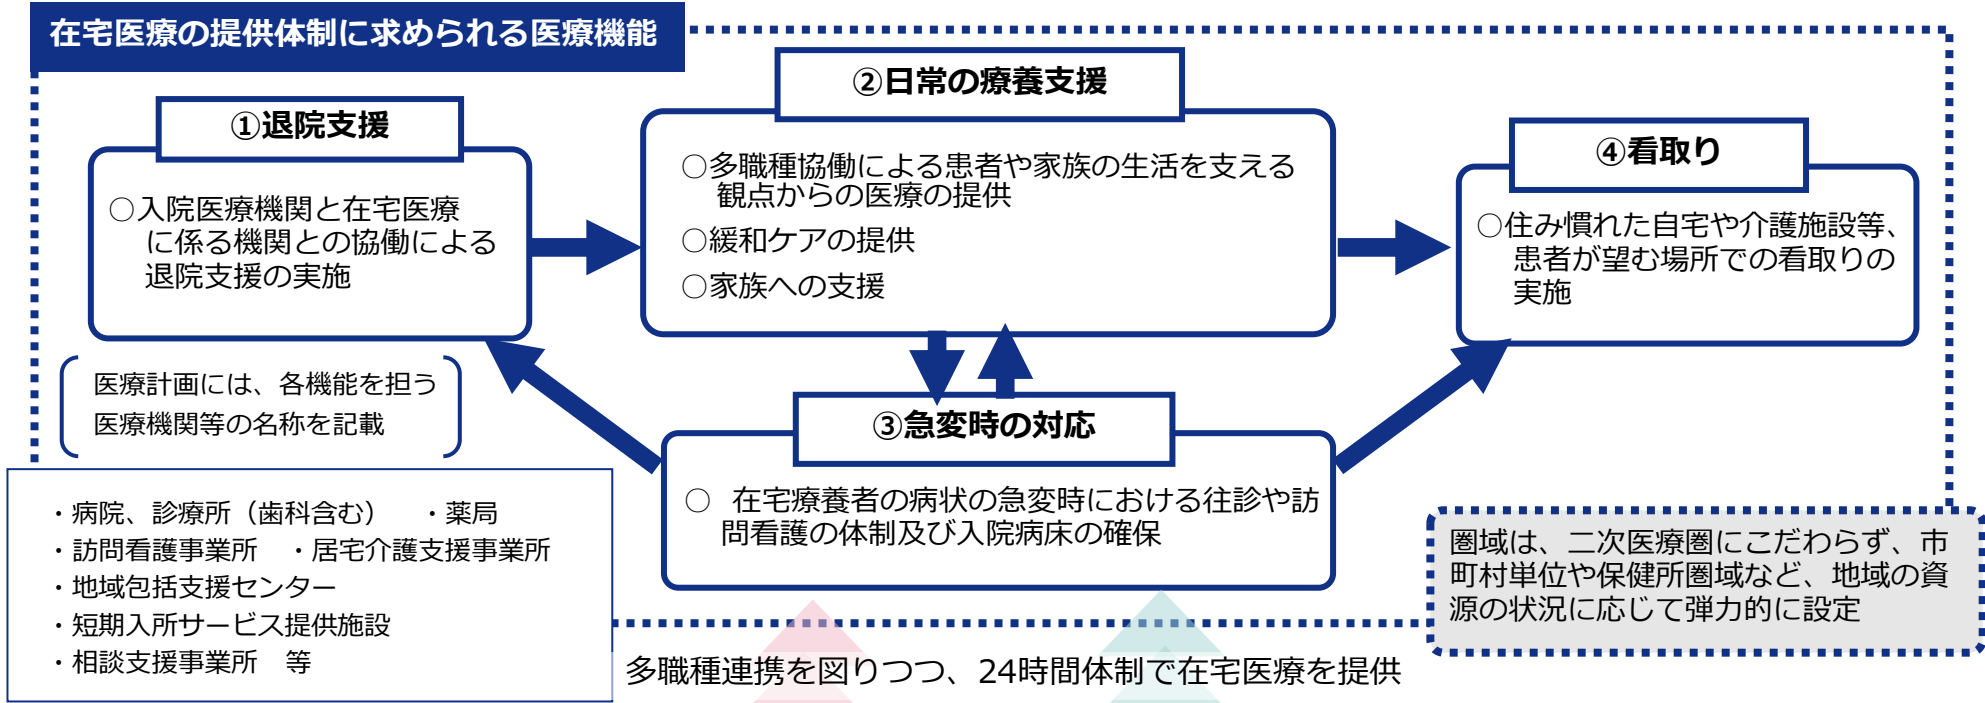 在宅医療の提供体制に求められる医療機能
①退院支援
○入院医療機関と在宅医療
に係る機関との協働による
退院支援の実施
②日常の療養支援
○多職種協働による患者や家族の生活を支える
観点からの医療の提供
○緩和ケアの提供
○家族への支援
④看取り
○住み慣れた自宅や介護施設等、
患者が望む場所での看取りの
実施
③急変時の対応
○ 在宅療養者の病状の急変時における往診や訪
問看護の体制及び入院病床の確保
医療計画には、各機能を担う
医療機関等の名称を記載
・病院、診療所（歯科含む） ・薬局
・訪問看護事業所 ・居宅介護支援事業所
・地域包括支援センター
・短期入所サービス提供施設
・相談支援事業所 等
圏域は、二次医療圏にこだわらず、市
町村単位や保健所圏域など、地域の資
源の状況に応じて弾力的に設定
多職種連携を図りつつ、24時間体制で在宅医療を提供